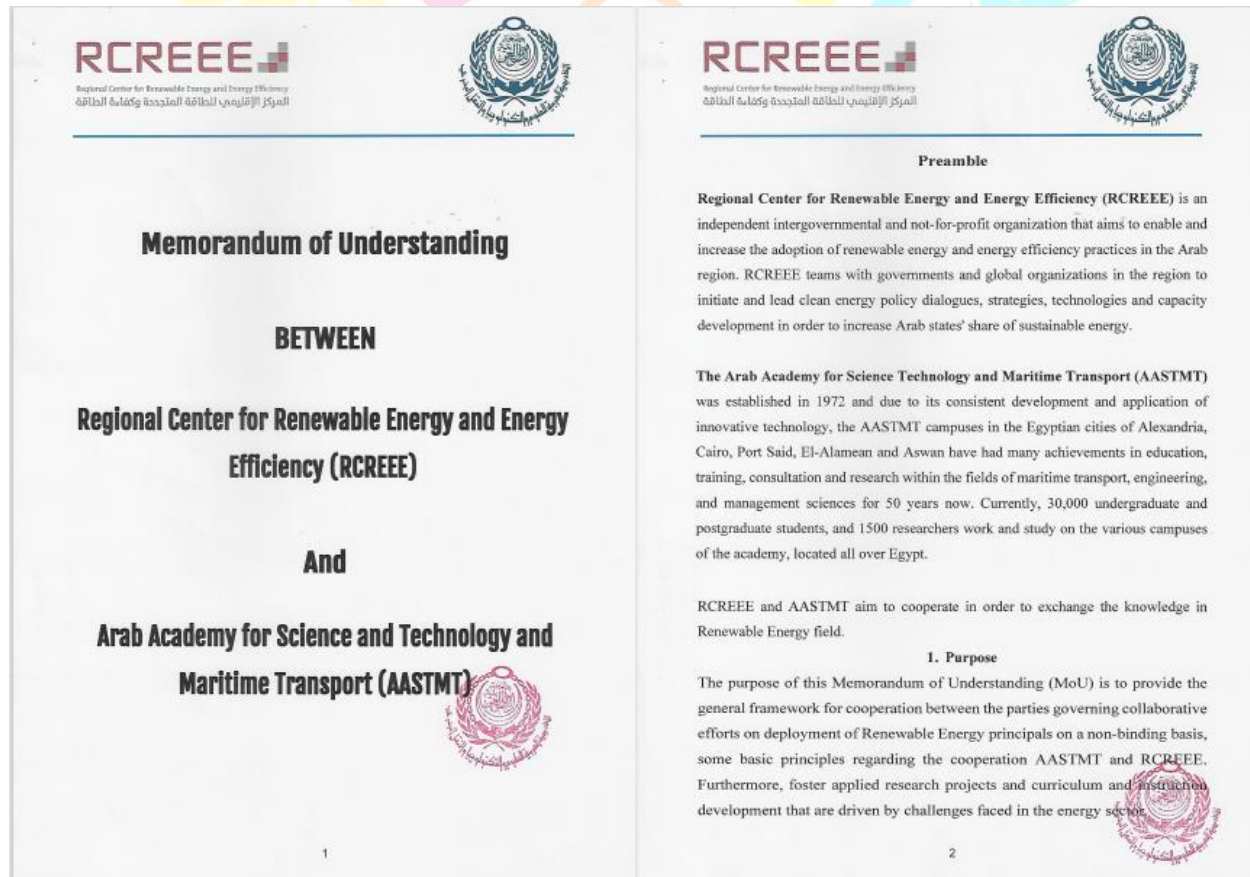 RCREEE
Regional Center for Renewable Energy and Energy Efficiency
المركز الإقليمي للطاقة المتجددة وكفاءة الطاقة
Memorandum of Understanding
BETWEEN
Regional Center for Renewable Energy and Energy
Efficiency (RCREEE)
And
Arab Academy for Science and Technology and
Maritime Transport (AASTMT)
1
RCREEE
Regional Center for Renewable Energy and Energy Efficiency
المركز الإقليمي للطاقة المتجددة وكفاءة الطاقة
Preamble
Regional Center for Renewable Energy and Energy Efficiency (RCREEE) is an
independent intergovernmental and not-for-profit organization that aims to enable and
increase the adoption of renewable energy and energy efficiency practices in the Arab
region. RCREEE teams with governments and global organizations in the region to
initiate and lead clean energy policy dialogues, strategies, technologies and capacity
development in order to increase Arab states' share of sustainable energy.
The Arab Academy for Science Technology and Maritime Transport (AASTMT)
was established in 1972 and due to its consistent development and application of
innovative technology, the AASTMT campuses in the Egyptian cities of Alexandria,
Cairo, Port Said, El-Alamean and Aswan have had many achievements in education,
training, consultation and research within the fields of maritime transport, engineering,
and management sciences for 50 years now. Currently, 30,000 undergraduate and
postgraduate students, and 1500 researchers work and study on the various campuses
of the academy, located all over Egypt.
RCREEE and AASTMT aim to cooperate in order to exchange the knowledge in
Renewable Energy field.
1. Purpose
The purpose of this Memorandum of Understanding (MoU) is to provide the
general framework for cooperation between the parties governing collaborative
efforts on deployment of Renewable Energy principals on a non-binding basis,
some basic principles regarding the cooperation AASTMT and RCREEE.
Furthermore, foster applied research projects and curriculum and instruction
development that are driven by challenges faced in the energy sector.
2